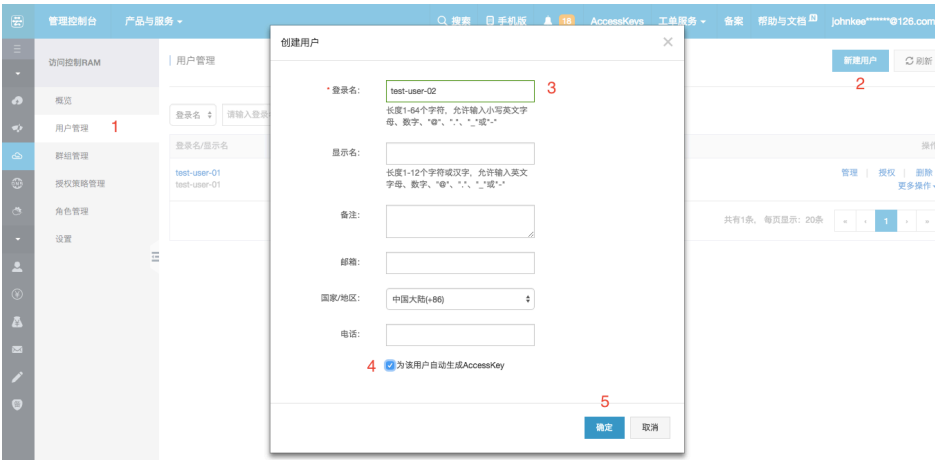 管理控制台 产品与服务 搜索 手机版 18 AccessKeys 工单服务 备案 帮助与文档 johnkee*******@126.com
访问控制RAM
概览
用户管理 1
群组管理
授权策略管理
角色管理
设置
用户管理
新建用户 刷新
2
登录名 请输入登录
登录名/显示名 操作
test-user-01
test-user-01
管理 授权 删除
更多操作
共有1条, 每页显示: 20条 « ‹ 1 › »
创建用户 ×
* 登录名: test-user-02 3
长度1-64个字符, 允许输入小写英文字
母、数字、"@"、"."、"_"或"-"
显示名:
长度1-12个字符或汉字, 允许输入英文
字母、数字、"@"、"."、"_"或"-"
备注:
邮箱:
国家/地区: 中国大陆(+86)
电话:
4 为该用户自动生成AccessKey
5
确定 取消